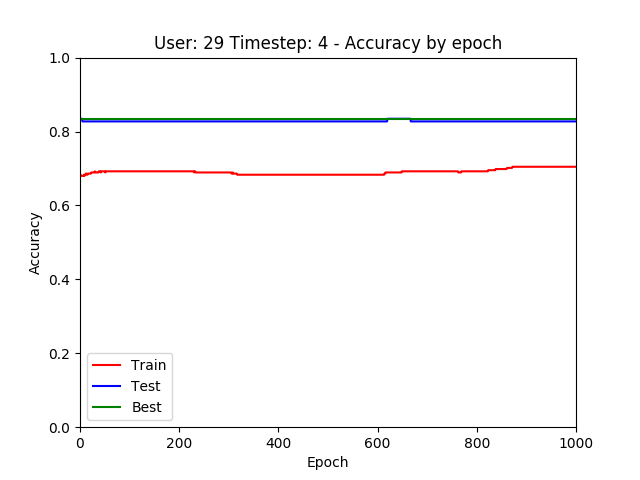 User: 29 Timestep: 4 - Accuracy by epoch
1.0
0.8
0.6
0.4
0.2
0.0
Accuracy
Train
Test
Best
0 200 400 600 800 1000
Epoch